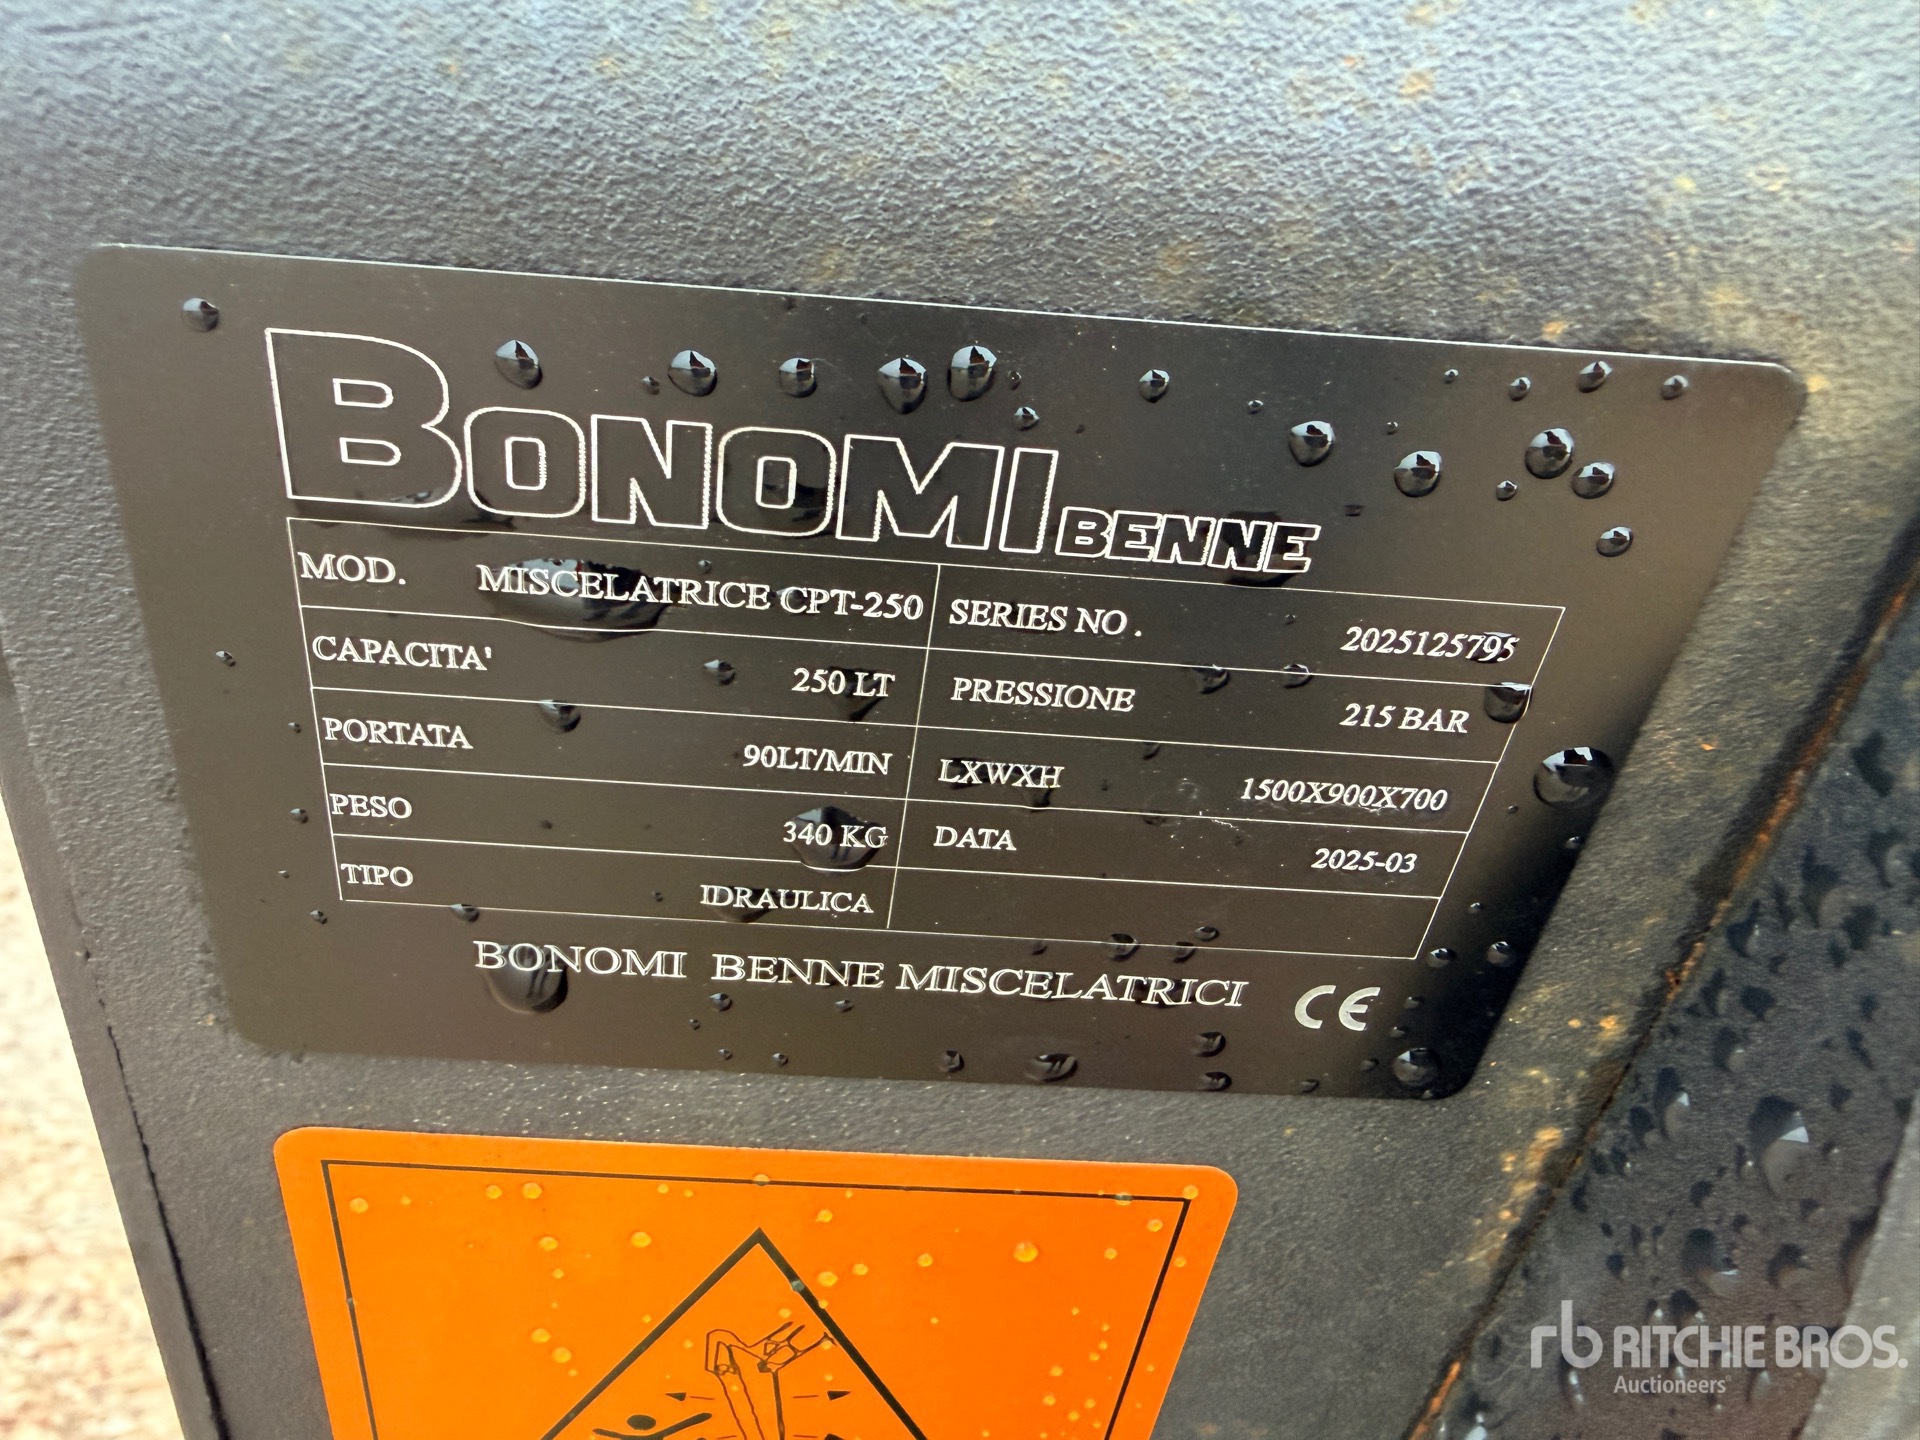 BONOMI BENNE
MOD. MISCELATRICE CPT-250 SERIES NO. 2025125795
CAPACITA' 250 LT PRESSIONE 215 BAR
PORTATA 90LT/MIN LXWXH 1500X900X700
PESO 340 KG DATA 2025-03
TIPO IDRAULICA
BONOMI BENNE MISCELATRICI CE
rb RITCHIE BROS.
Auctioneers